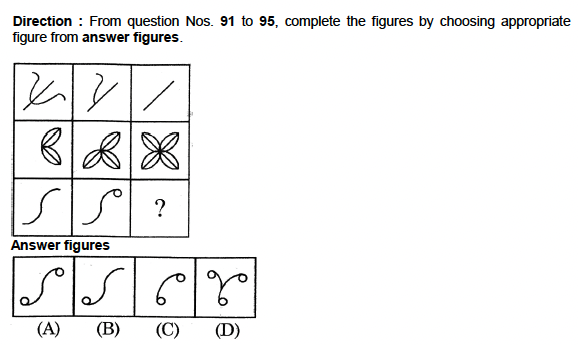 Direction : From question Nos. 91 to 95, complete the figures by choosing appropriate
figure from answer figures.
?
Answer figures
(A) (B) (C) (D)